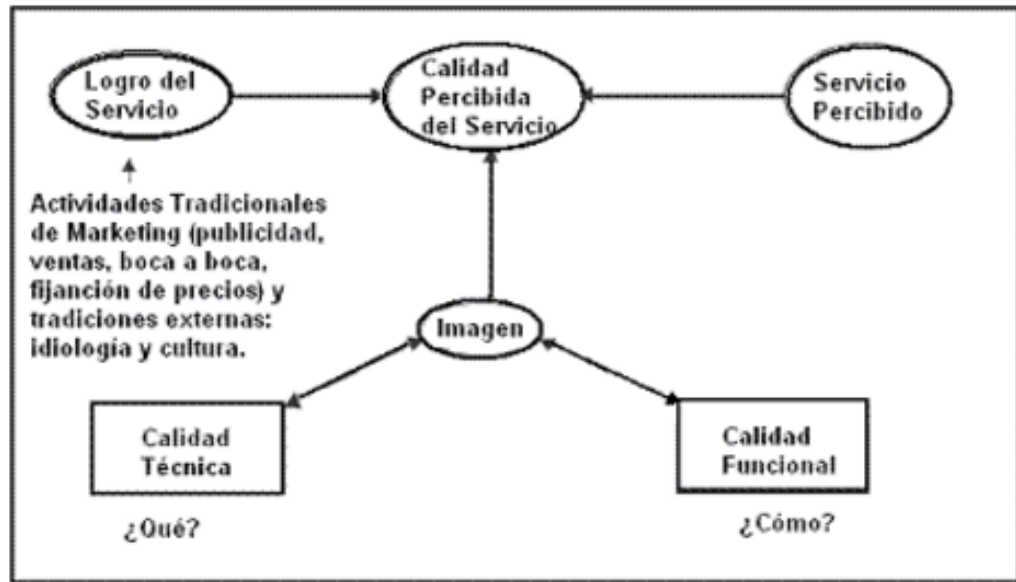 Logro del
Servicio
Calidad
Percibida
del Servicio
Servicio
Percibido
Actividades Tradicionales
de Marketing (publicidad,
ventas, boca a boca,
fijanción de precios) y
tradiciones externas:
idiología y cultura.
Imagen
Calidad
Técnica
Calidad
Funcional
¿Qué?
¿Cómo?